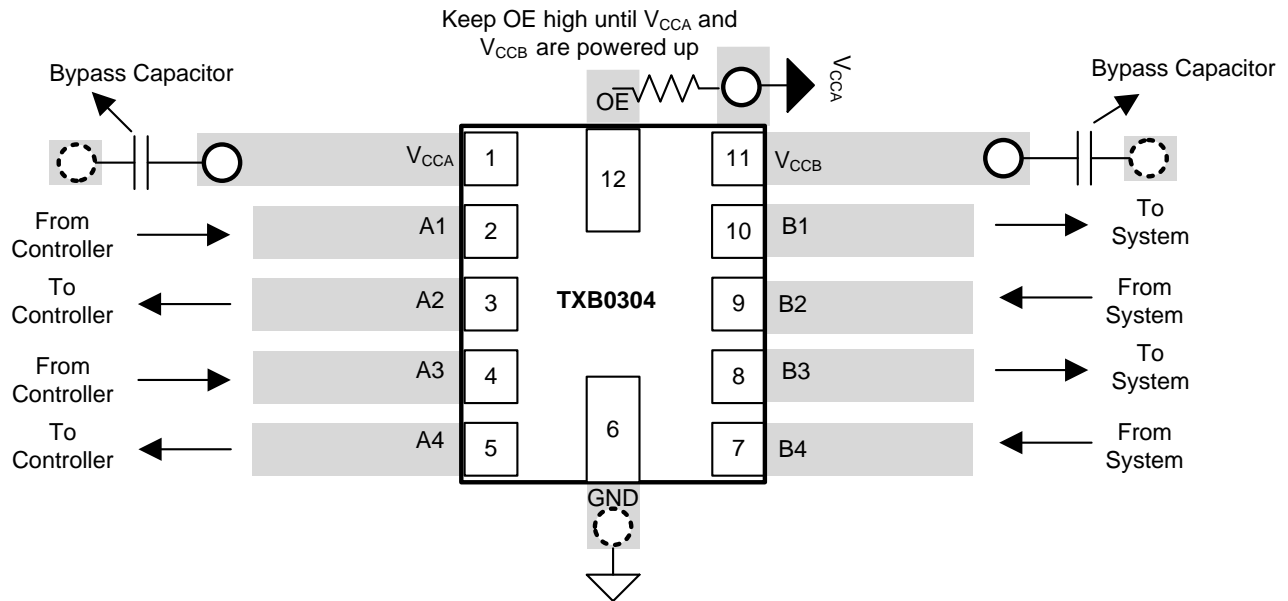 Keep OE high until VCCA and
VCCB are powered up
Bypass Capacitor
Bypass Capacitor
VCCA
OE
VCCA
1
12
11
VCCB
From
Controller
A1
2
10
B1
To
System
To
Controller
A2
3
TXB0304
9
B2
From
System
From
Controller
A3
4
8
B3
To
System
To
Controller
A4
5
6
7
B4
From
System
GND